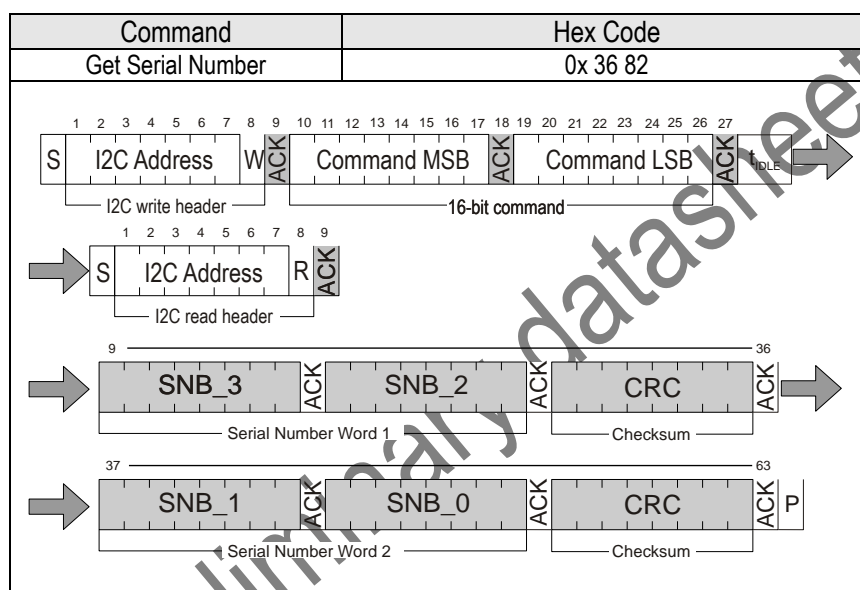 Command Hex Code
Get Serial Number 0x 36 82
1 2 3 4 5 6 7 8 9 10 11 12 13 14 15 16 17 18 19 20 21 22 23 24 25 26 27
S I2C Address W ACK Command MSB ACK Command LSB ACK tIDLE
I2C write header 16-bit command
1 2 3 4 5 6 7 8 9
S I2C Address R ACK
I2C read header
9 36
SNB_3 ACK SNB_2 ACK CRC ACK
Serial Number Word 1 Checksum
37 63
SNB_1 ACK SNB_0 ACK CRC ACK P
Serial Number Word 2 Checksum
liminary datasheet